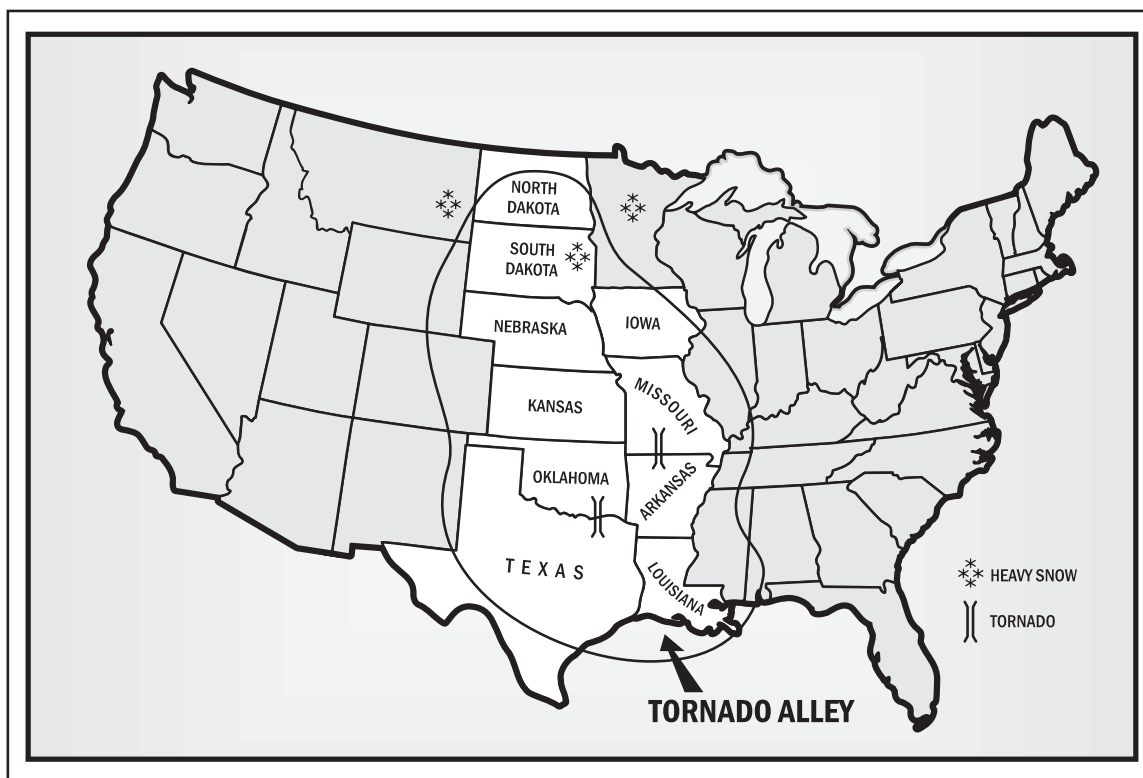 NORTH
DAKOTA
SOUTH
DAKOTA
NEBRASKA
IOWA
KANSAS
MISSOURI
OKLAHOMA
ARKANSAS
TEXAS
LOUISIANA
HEAVY SNOW
TORNADO
TORNADO ALLEY